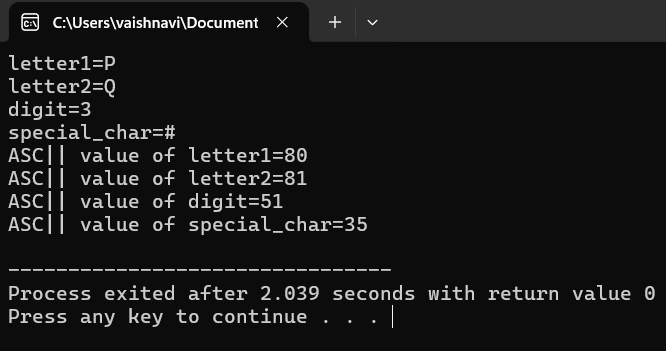 C:\Users\vaishnavi\Document
letter1=P
letter2=Q
digit=3
special_char=#
ASC|| value of letter1=80
ASC|| value of letter2=81
ASC|| value of digit=51
ASC|| value of special_char=35
--------------------------------
Process exited after 2.039 seconds with return value 0
Press any key to continue . . .